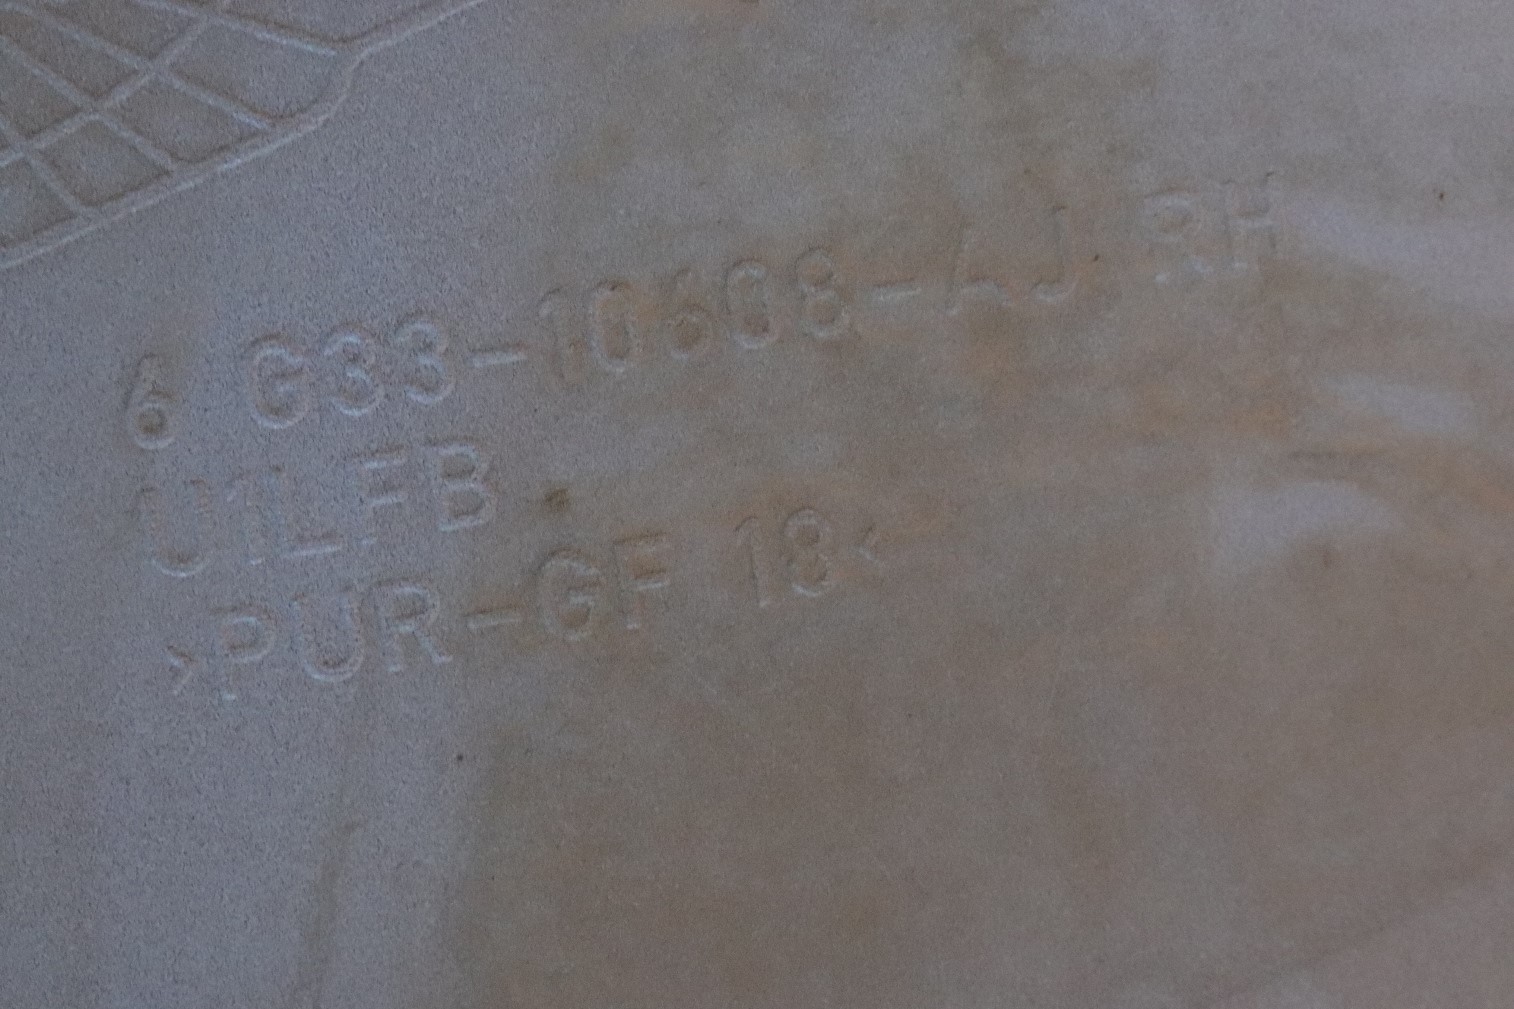 6 G33-10608-AJ RH
U1LFB
>PUR-GF 18<